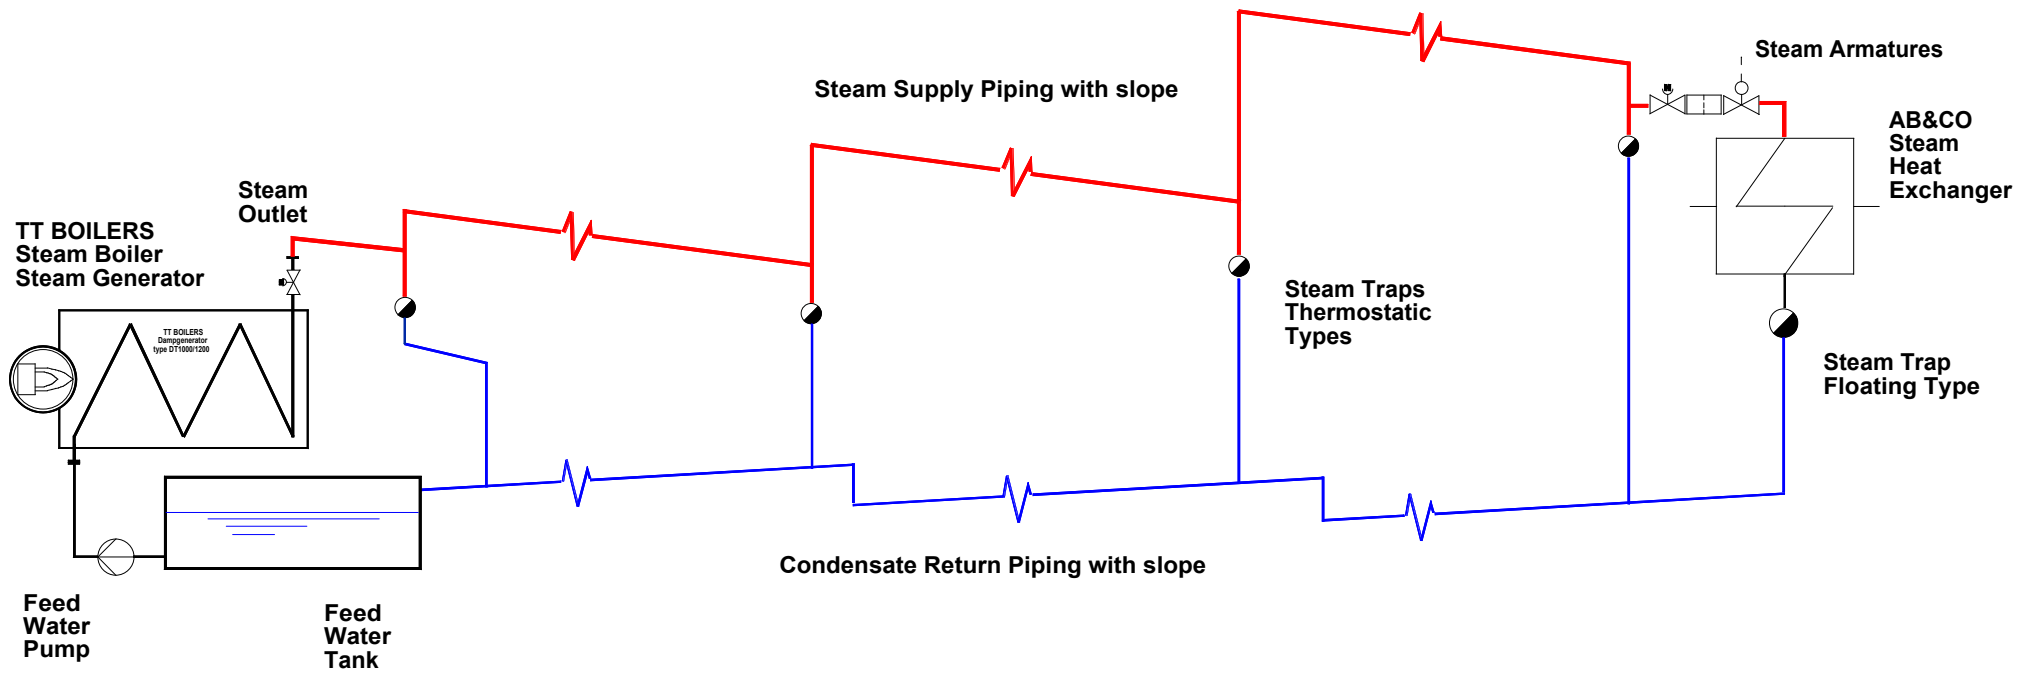 Steam Armatures
Steam Supply Piping with slope
AB&CO
Steam
Heat
Exchanger
Steam
Outlet
TT BOILERS
Steam Boiler
Steam Generator
TT BOILERS
Dampgenerator
type DT1000/1200
Steam Traps
Thermostatic
Types
Steam Trap
Floating Type
Condensate Return Piping with slope
Feed
Water
Pump
Feed
Water
Tank